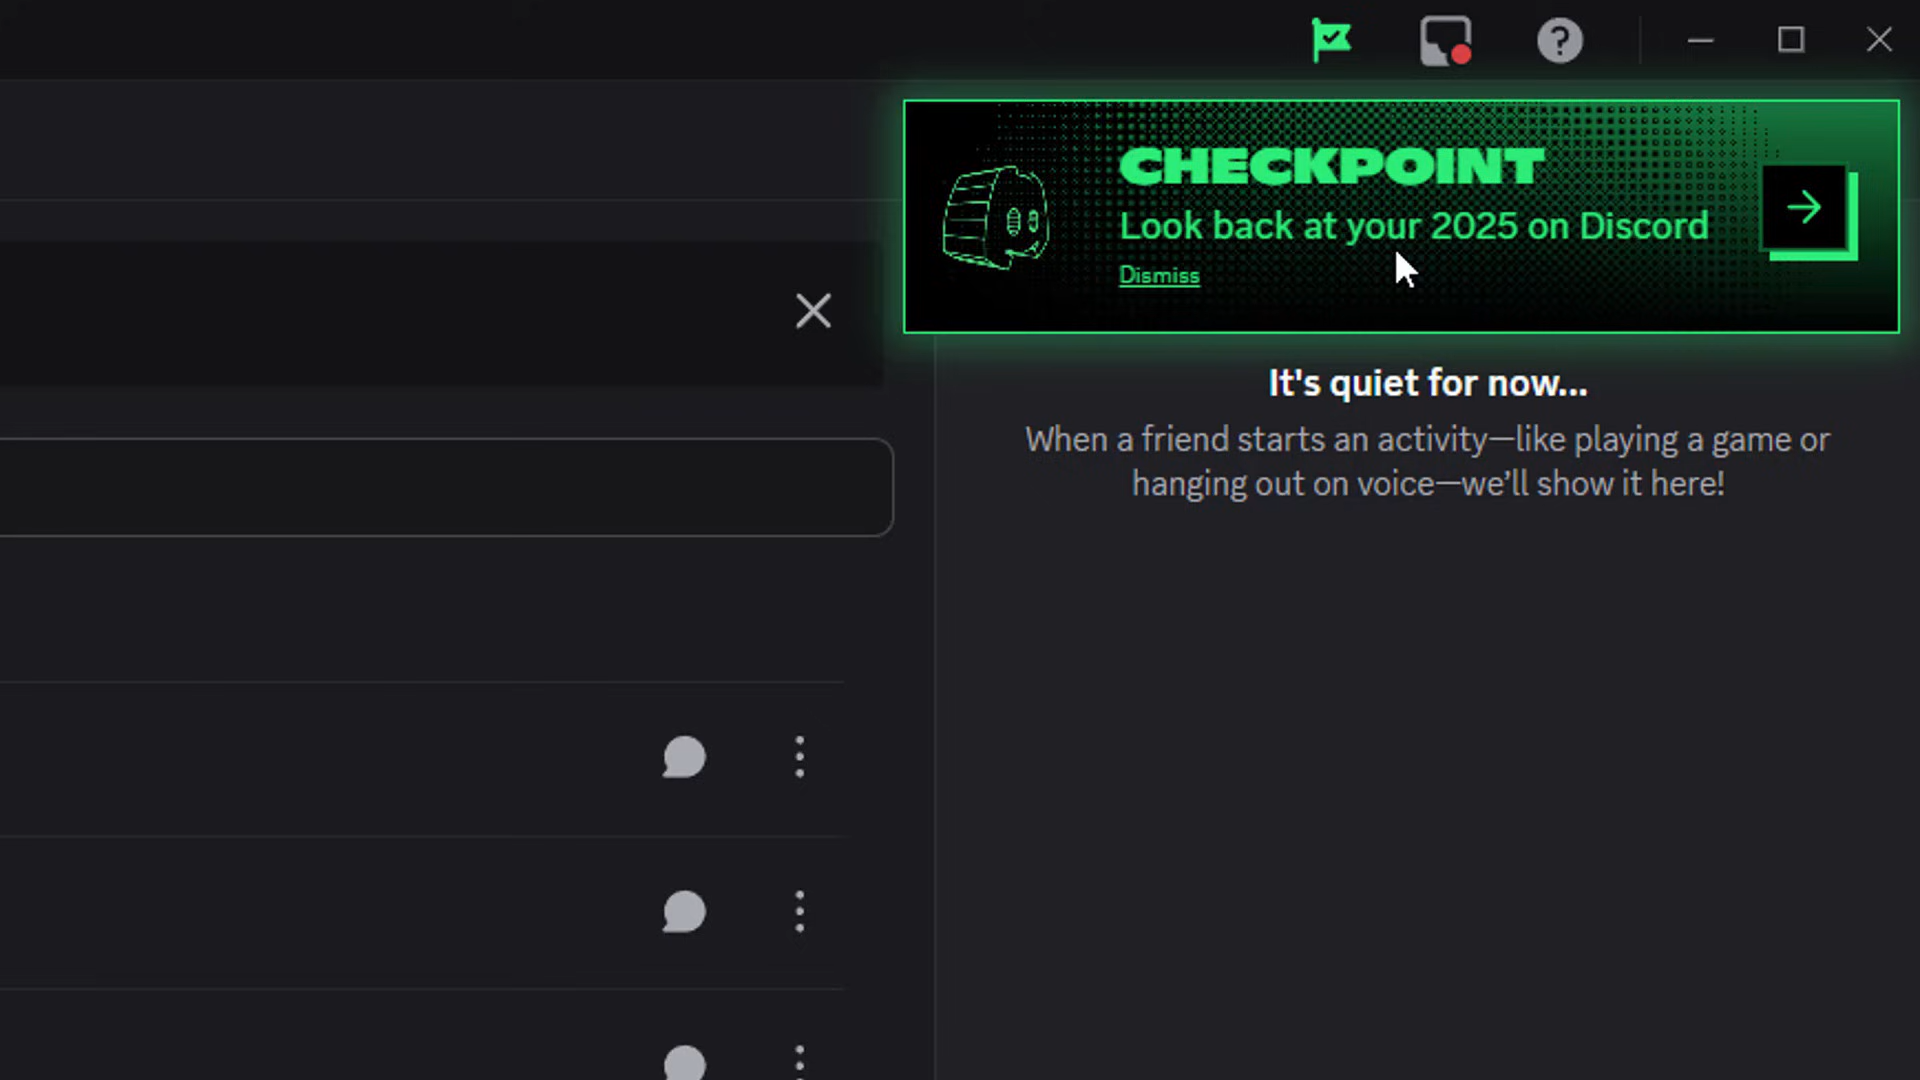 CHECKPOINT
Look back at your 2025 on Discord
Dismiss
It's quiet for now...
When a friend starts an activity—like playing a game or
hanging out on voice—we’ll show it here!